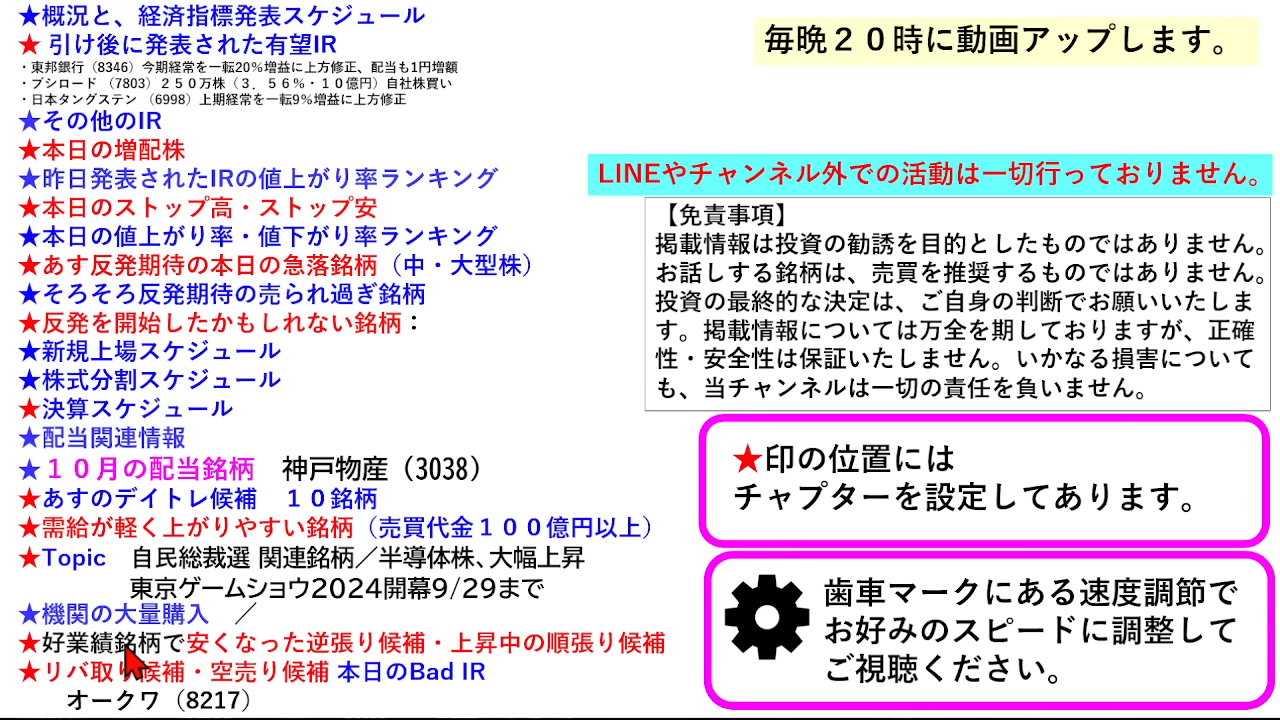 ★概況と、経済指標発表スケジュール
★ 引け後に発表された有望IR
・東邦銀行（8346）今期経常を一転20%増益に上方修正、配当も1円増額
・ブシロード （7803）２５０万株（３．５６%・１０億円）自社株買い
・日本タングステン （6998）上期経常を一転9%増益に上方修正
★その他のIR
★本日の増配株
★昨日発表されたIRの値上がり率ランキング
★本日のストップ高・ストップ安
★本日の値上がり率・値下がり率ランキング
★あす反発期待の本日の急落銘柄（中・大型株）
★そろそろ反発期待の売られ過ぎ銘柄
★反発を開始したかもしれない銘柄：
★新規上場スケジュール
★株式分割スケジュール
★決算スケジュール
★配当関連情報
★１０月の配当銘柄　神戸物産（3038）
★あすのデイトレ候補　１０銘柄
★需給が軽く上がりやすい銘柄（売買代金１００億円以上）
★Topic　自民総裁選 関連銘柄／半導体株、大幅上昇
東京ゲームショウ2024開幕9/29まで
★機関の大量購入　／
★好業績銘柄で安くなった逆張り候補・上昇中の順張り候補
★リバ取り候補・空売り候補 本日のBad IR
オークワ（8217）
毎晩２０時に動画アップします。
LINEやチャンネル外での活動は一切行っておりません。
【免責事項】
掲載情報は投資の勧誘を目的としたものではありません。
お話しする銘柄は、売買を推奨するものではありません。
投資の最終的な決定は、ご自身の判断でお願いいたしま
す。掲載情報については万全を期しておりますが、正確
性・安全性は保証いたしません。いかなる損害について
も、当チャンネルは一切の責任を負いません。
★印の位置には
チャプターを設定してあります。
歯車マークにある速度調節で
お好みのスピードに調整して
ご視聴ください。